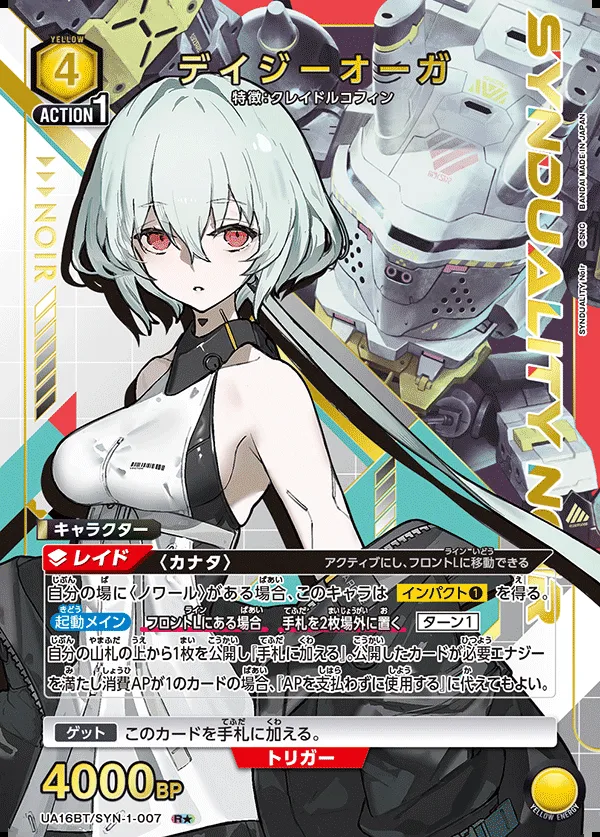 YELLOW
4
ACTION 1
デイジーオーガ
特徴:クレイドルコフィン
NOIR
SYNDUALITY NOIR
SYNDUALITY Noir ©SNC BANDAI MADE IN JAPAN
キャラクター
レイド 〈カナタ〉 アクティブにし、フロントLに移動できる
自分の場に〈ノワール〉がある場合、このキャラは インパクト1 を得る。
起動メイン フロントLにある場合 手札を2枚場外に置く ターン1
自分の山札の上から1枚を公開し『手札に加える』。公開したカードが必要エナジー
を満たし消費APが1のカードの場合、『APを支払わずに使用する』に代えてもよい。
ゲット このカードを手札に加える。
トリガー
4000BP
UA16BT/SYN-1-007 R★
YELLOW ENERGY